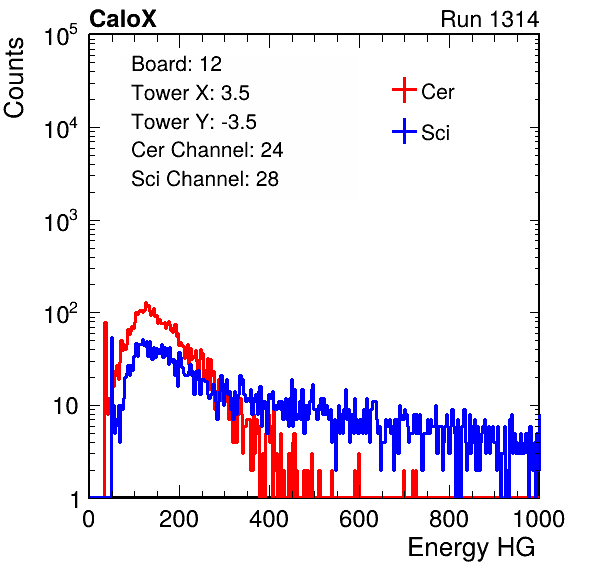 CaloX Run 1314
Counts
10^5
10^4
10^3
10^2
10
1
Board: 12
Tower X: 3.5
Tower Y: -3.5
Cer Channel: 24
Sci Channel: 28
Cer
Sci
0 200 400 600 800 1000
Energy HG